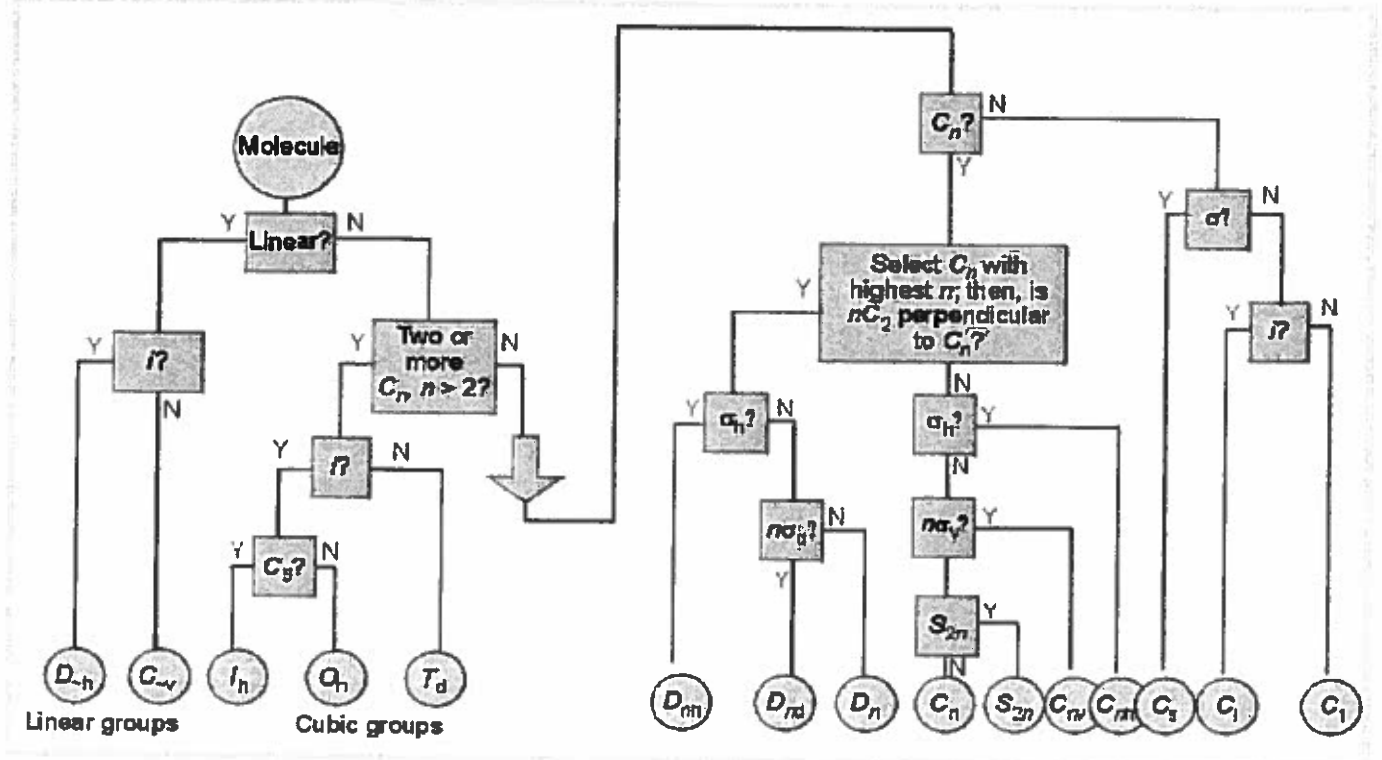 Molecule
Y
N
Linear?
Y
i?
N
Two or
more
Cₙ, n > 2?
Y
N
Y
i?
N
Y
C₅?
N
D∞h
C∞v
Iₕ
Oₕ
T_d
Linear groups
Cubic groups
Cₙ?
N
Y
Y
σ?
N
Select Cₙ with
highest n; then, is
nC₂ perpendicular
to Cₙ?
Y
N
Y
i?
N
Y
σₕ?
N
σₕ?
Y
N
nσ_d?
N
Y
nσᵥ?
Y
S₂ₙ
Y
N
Dₙₕ
Dₙd
Dₙ
Cₙ
S₂ₙ
Cₙᵥ
Cₙₕ
Cₛ
Cᵢ
C₁